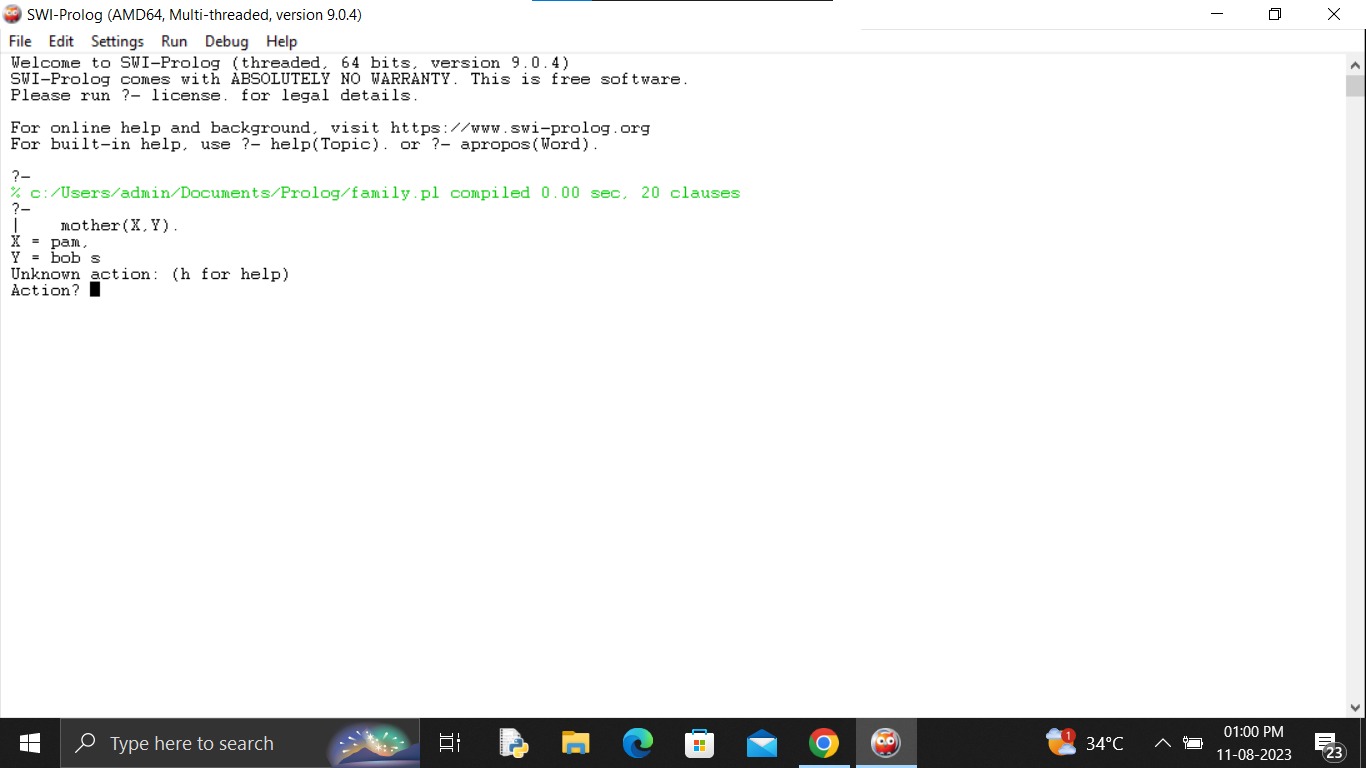 SWI-Prolog (AMD64, Multi-threaded, version 9.0.4)
File Edit Settings Run Debug Help
Welcome to SWI-Prolog (threaded, 64 bits, version 9.0.4)
SWI-Prolog comes with ABSOLUTELY NO WARRANTY. This is free software.
Please run ?- license. for legal details.
For online help and background, visit https://www.swi-prolog.org
For built-in help, use ?- help(Topic). or ?- apropos(Word).
?-
% c:/Users/admin/Documents/Prolog/family.pl compiled 0.00 sec, 20 clauses
?-
|    mother(X,Y).
X = pam,
Y = bob s
Unknown action: (h for help)
Action?
Type here to search
1
34°C
01:00 PM
11-08-2023
23